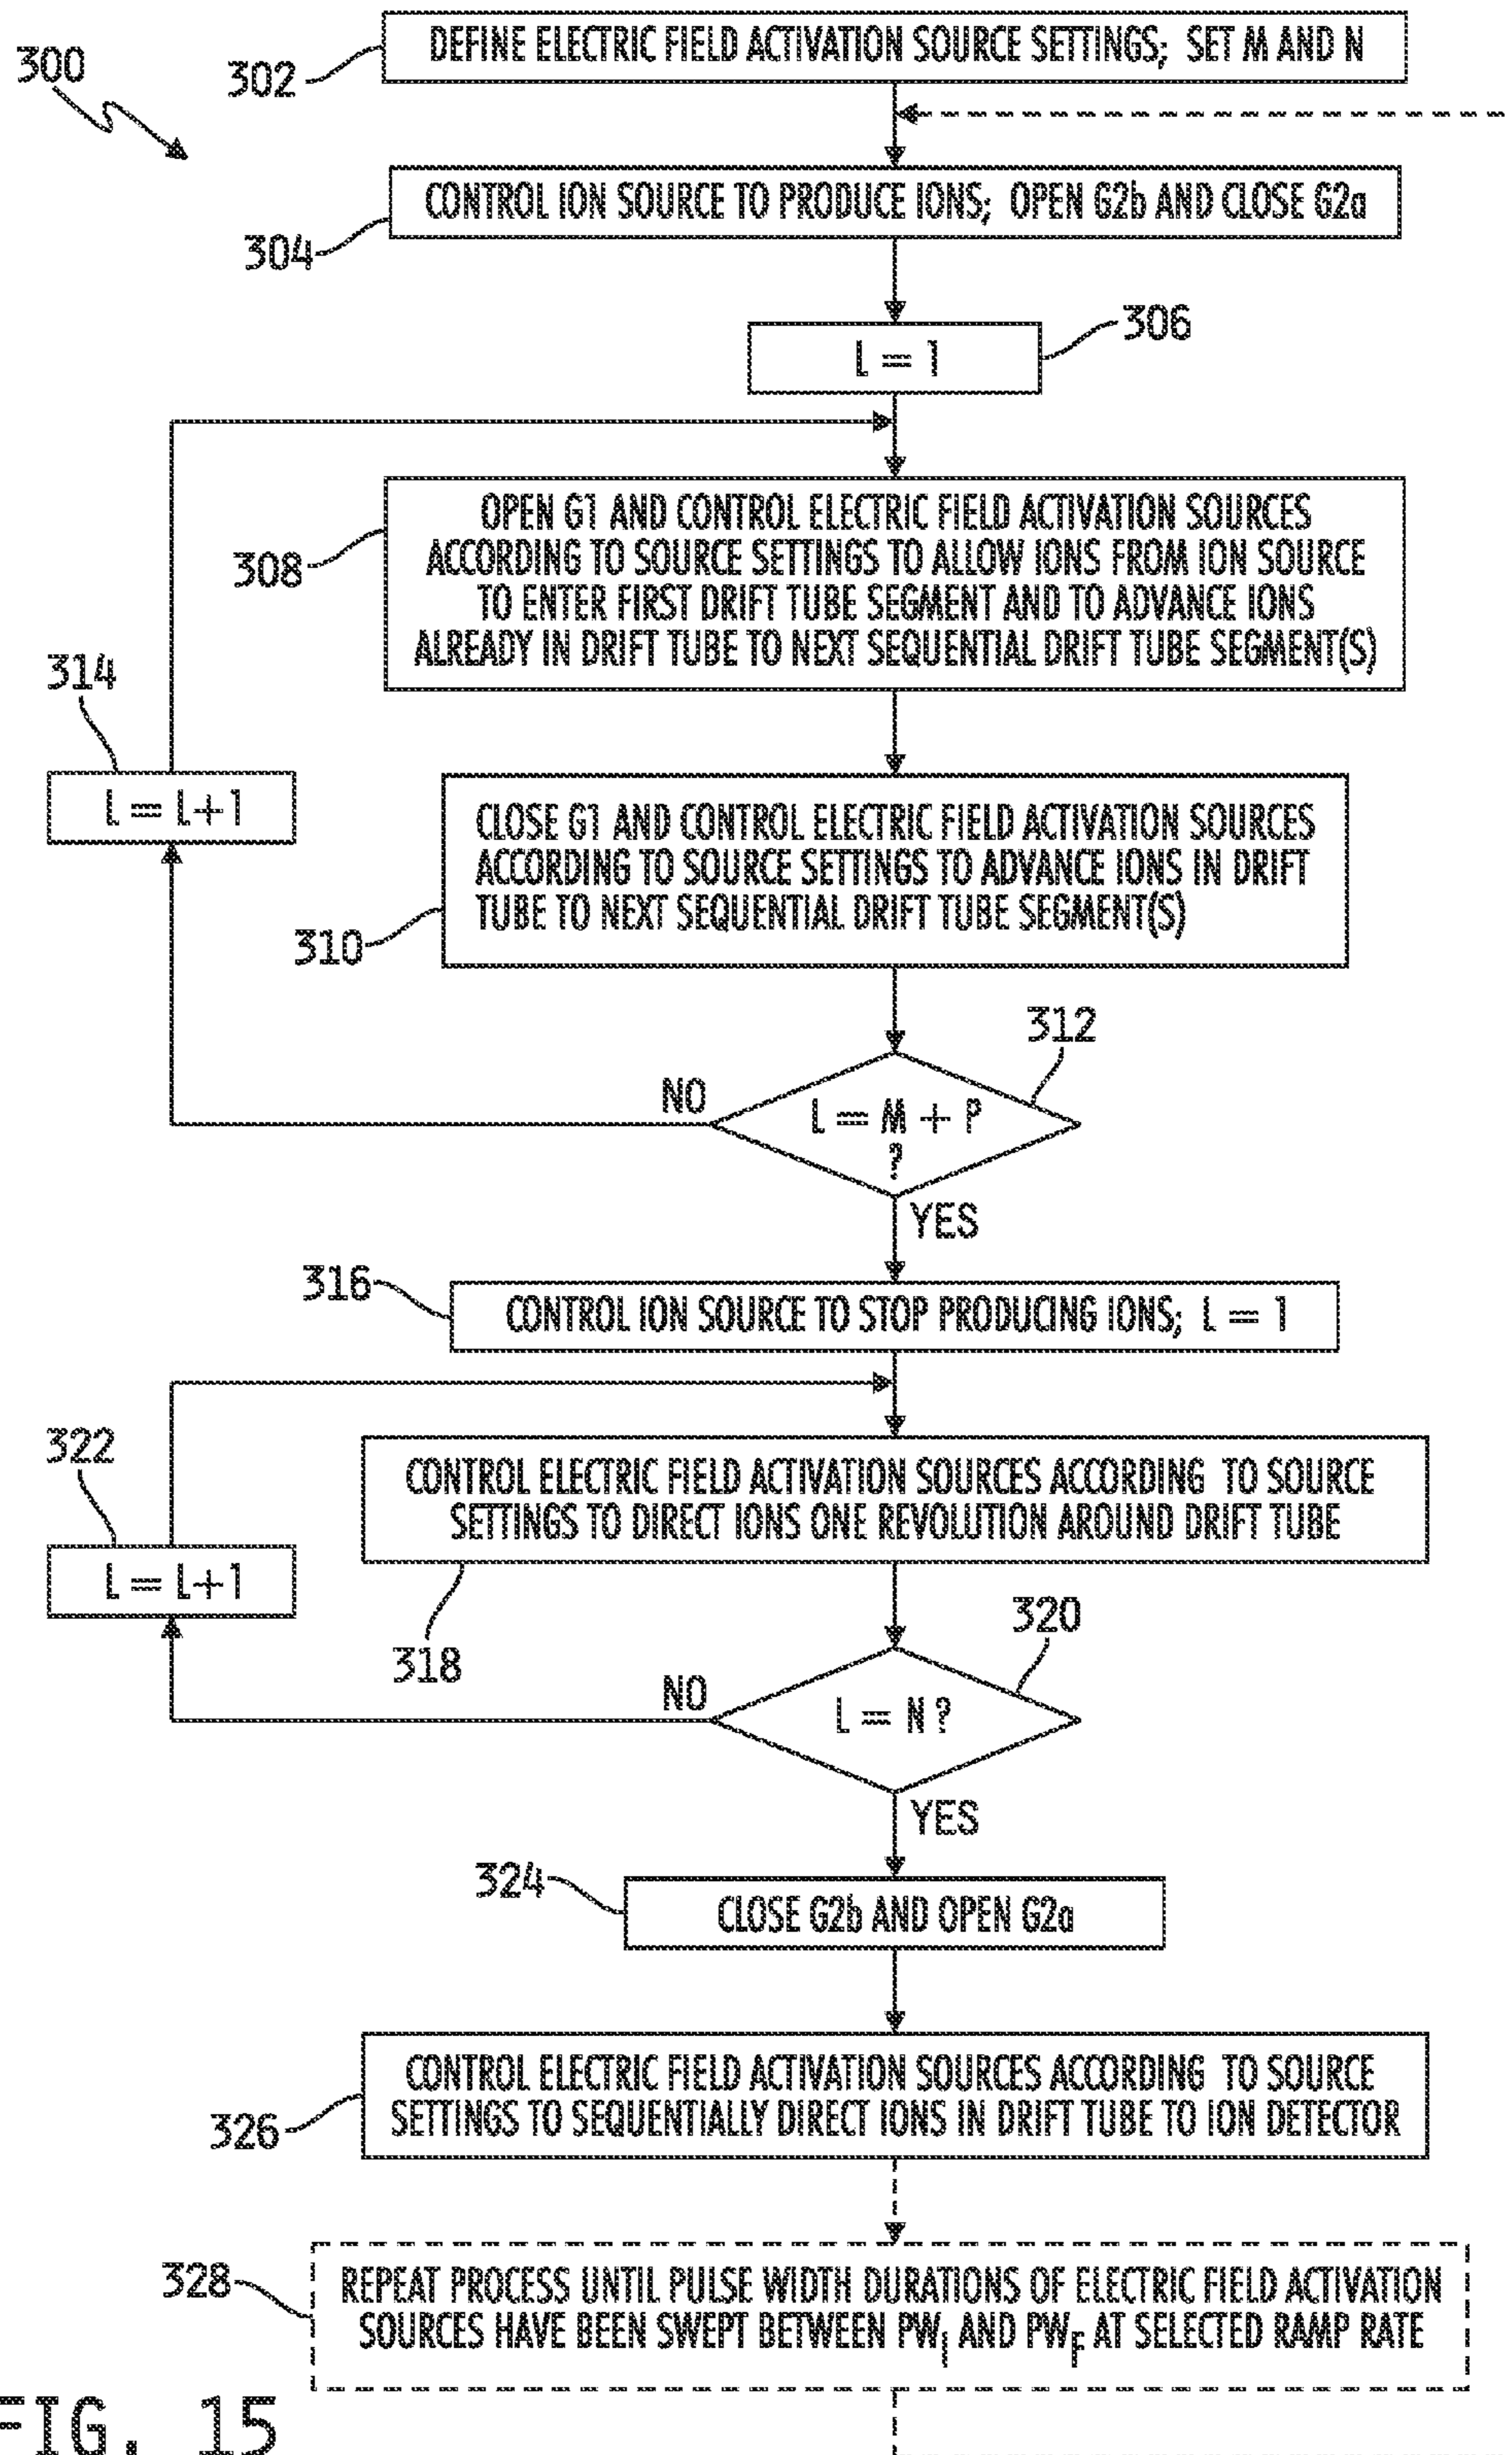 300
302
DEFINE ELECTRIC FIELD ACTIVATION SOURCE SETTINGS; SET M AND N
304
CONTROL ION SOURCE TO PRODUCE IONS; OPEN G2b AND CLOSE G2a
306
L = 1
308
OPEN G1 AND CONTROL ELECTRIC FIELD ACTIVATION SOURCES
ACCORDING TO SOURCE SETTINGS TO ALLOW IONS FROM ION SOURCE
TO ENTER FIRST DRIFT TUBE SEGMENT AND TO ADVANCE IONS
ALREADY IN DRIFT TUBE TO NEXT SEQUENTIAL DRIFT TUBE SEGMENT(S)
314
L = L+1
310
CLOSE G1 AND CONTROL ELECTRIC FIELD ACTIVATION SOURCES
ACCORDING TO SOURCE SETTINGS TO ADVANCE IONS IN DRIFT
TUBE TO NEXT SEQUENTIAL DRIFT TUBE SEGMENT(S)
312
NO
L = M + P
?
YES
316
CONTROL ION SOURCE TO STOP PRODUCING IONS; L = 1
322
L = L+1
CONTROL ELECTRIC FIELD ACTIVATION SOURCES ACCORDING TO SOURCE
SETTINGS TO DIRECT IONS ONE REVOLUTION AROUND DRIFT TUBE
318
320
NO
L = N ?
YES
324
CLOSE G2b AND OPEN G2a
326
CONTROL ELECTRIC FIELD ACTIVATION SOURCES ACCORDING TO SOURCE
SETTINGS TO SEQUENTIALLY DIRECT IONS IN DRIFT TUBE TO ION DETECTOR
328
REPEAT PROCESS UNTIL PULSE WIDTH DURATIONS OF ELECTRIC FIELD ACTIVATION
SOURCES HAVE BEEN SWEPT BETWEEN PWI AND PWF AT SELECTED RAMP RATE
FIG. 15